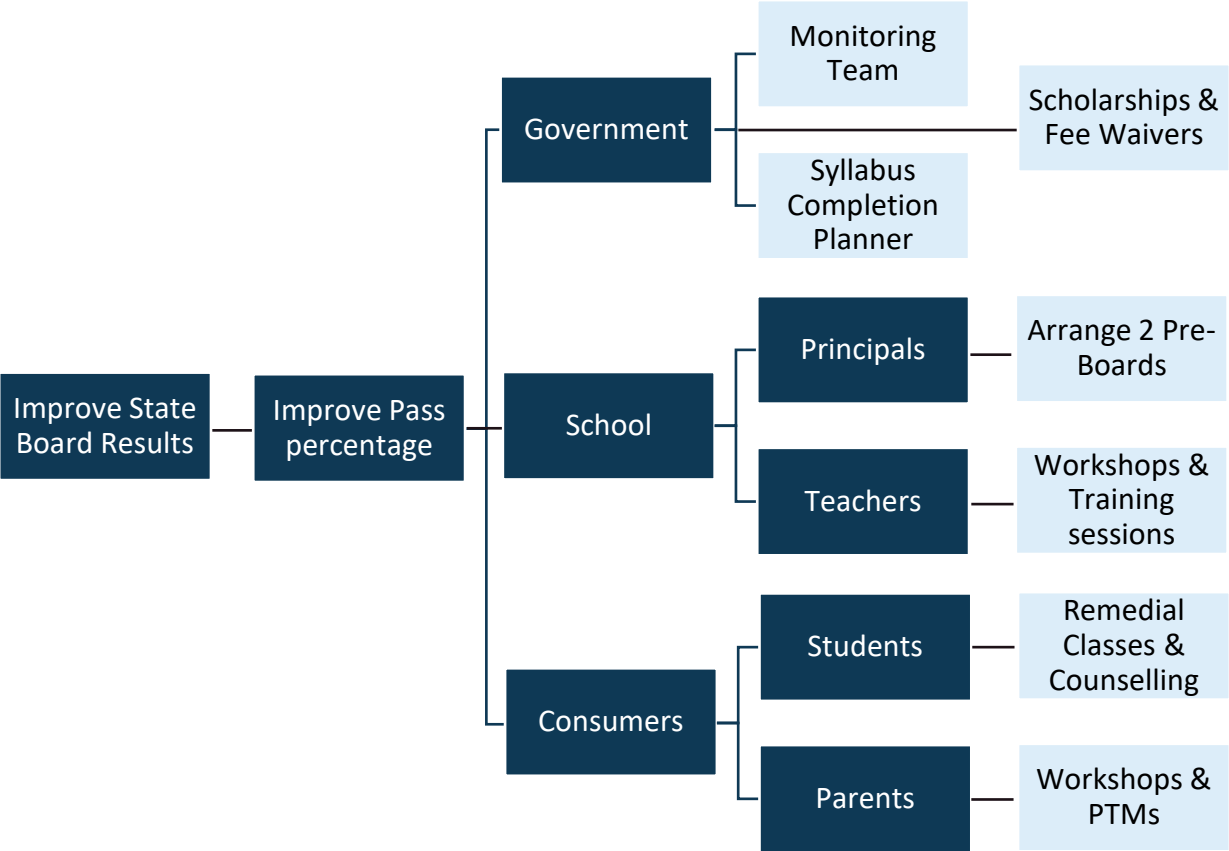 Improve State
Board Results
Improve Pass
percentage
Government
Monitoring
Team
Scholarships &
Fee Waivers
Syllabus
Completion
Planner
School
Principals
Arrange 2 Pre-
Boards
Teachers
Workshops &
Training
sessions
Consumers
Students
Remedial
Classes &
Counselling
Parents
Workshops &
PTMs